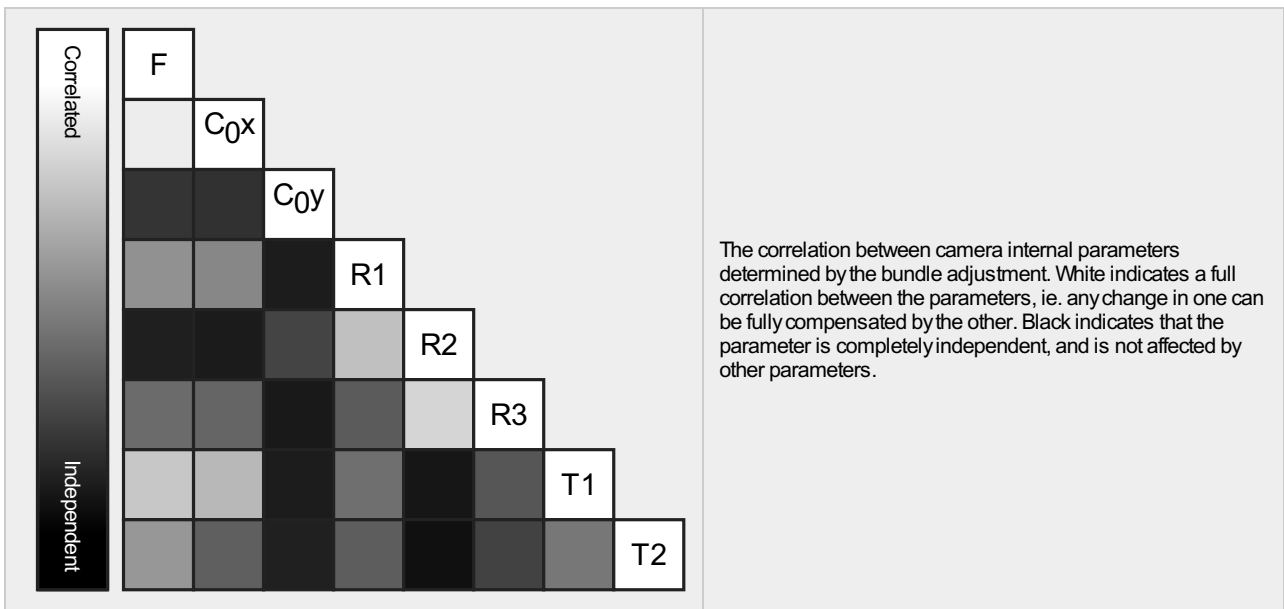 Correlated
Independent
F
C0x
C0y
R1
R2
R3
T1
T2
The correlation between camera internal parameters
determined by the bundle adjustment. White indicates a full
correlation between the parameters, ie. any change in one can
be fully compensated by the other. Black indicates that the
parameter is completely independent, and is not affected by
other parameters.